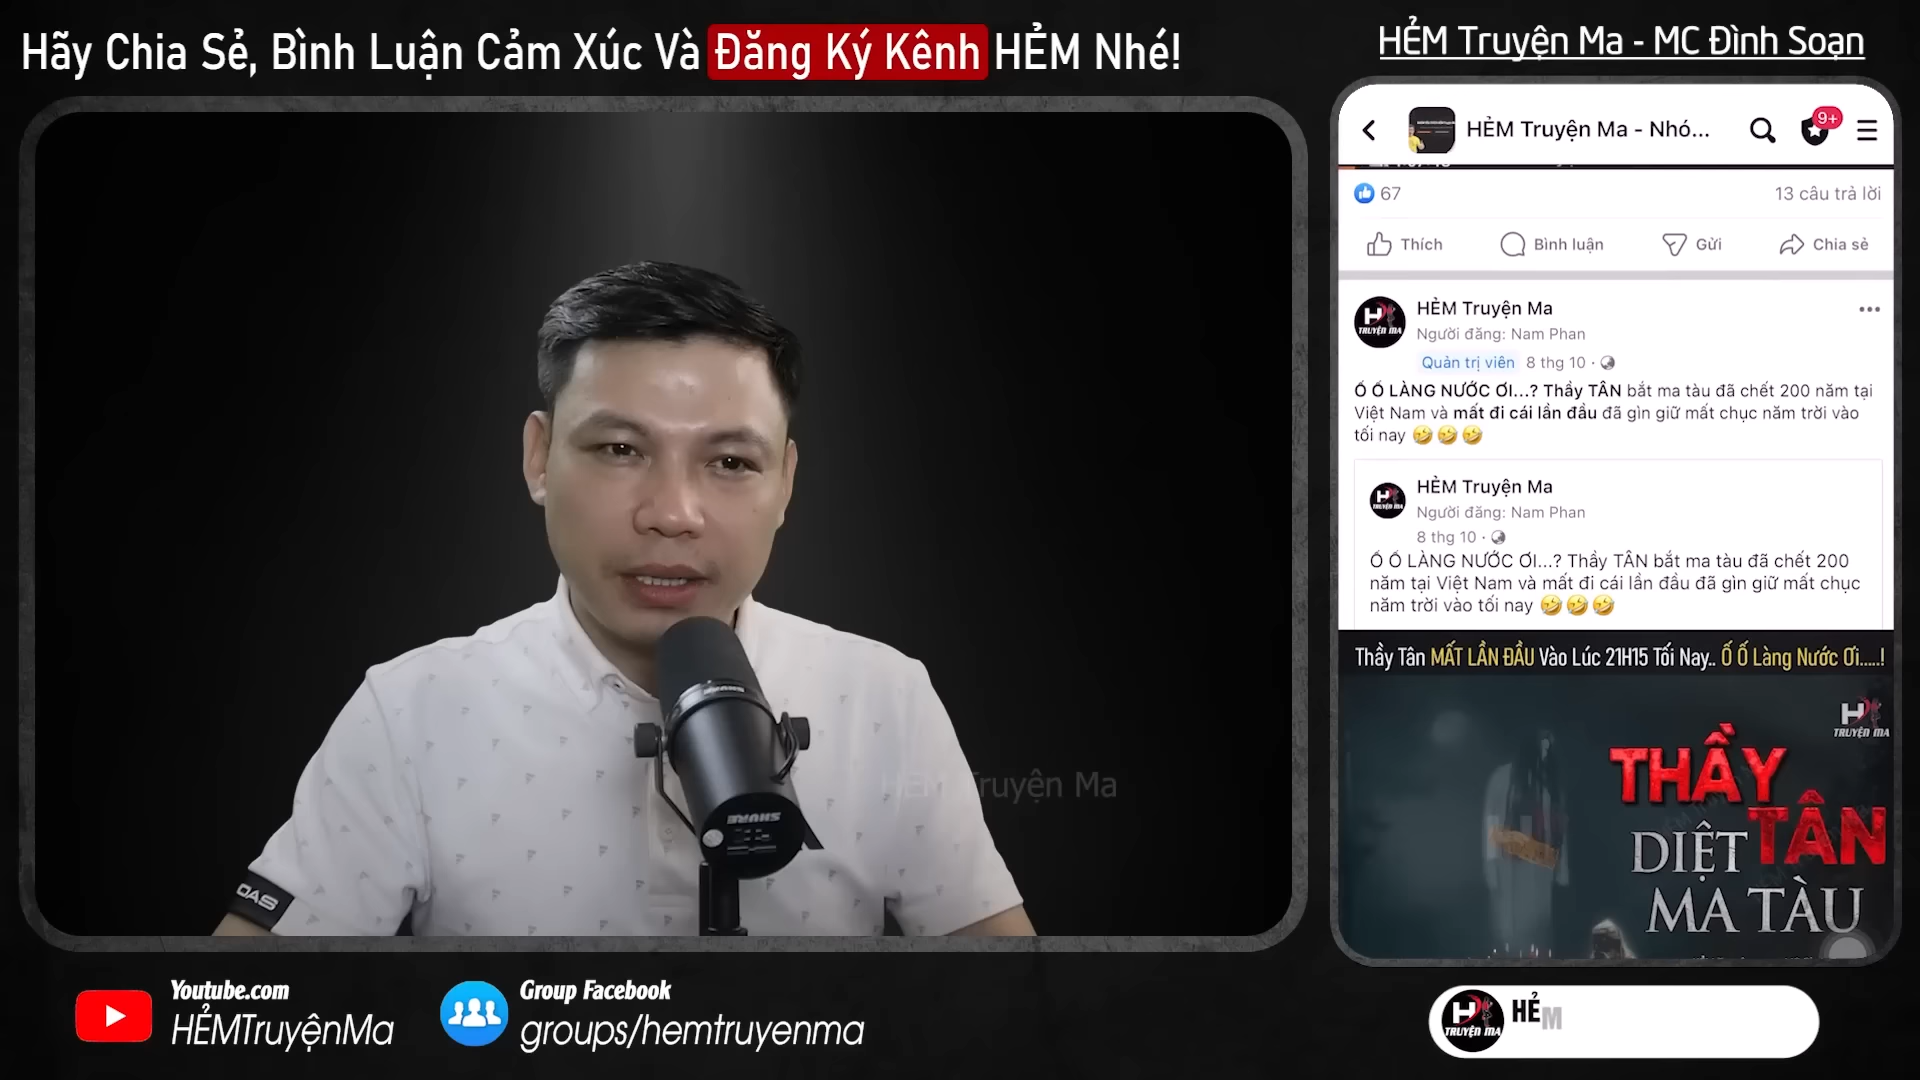 Hãy Chia Sẻ, Bình Luận Cảm Xúc Và Đăng Ký Kênh HẺM Nhé!
HẺM Truyện Ma - MC Đình Soạn
HẺM Truyện Ma - Nhó...
9+
67
13 câu trả lời
Thích
Bình luận
Gửi
Chia sẻ
HẺM Truyện Ma
Người đăng: Nam Phan
Quản trị viên 8 thg 10 ·
Ố Ố LÀNG NƯỚC ƠI...? Thầy TÂN bắt ma tàu đã chết 200 năm tại
Việt Nam và mất đi cái lần đầu đã gìn giữ mất chục năm trời vào
tối nay 🤣🤣🤣
HẺM Truyện Ma
Người đăng: Nam Phan
8 thg 10 ·
Ố Ố LÀNG NƯỚC ƠI...? Thầy TÂN bắt ma tàu đã chết 200
năm tại Việt Nam và mất đi cái lần đầu đã gìn giữ mất chục
năm trời vào tối nay 🤣🤣🤣
Thầy Tân MẤT LẦN ĐẦU Vào Lúc 21H15 Tối Nay.. Ố Ố Làng Nước Ơi.....!
H TRUYỆN MA
THẦY
TÂN
DIỆT
MA TÀU
HẺM Truyện Ma
SHURE
OAS
Youtube.com
HẺMTruyệnMa
Group Facebook
groups/hemtruyenma
H TRUYỆN MA
HẺM